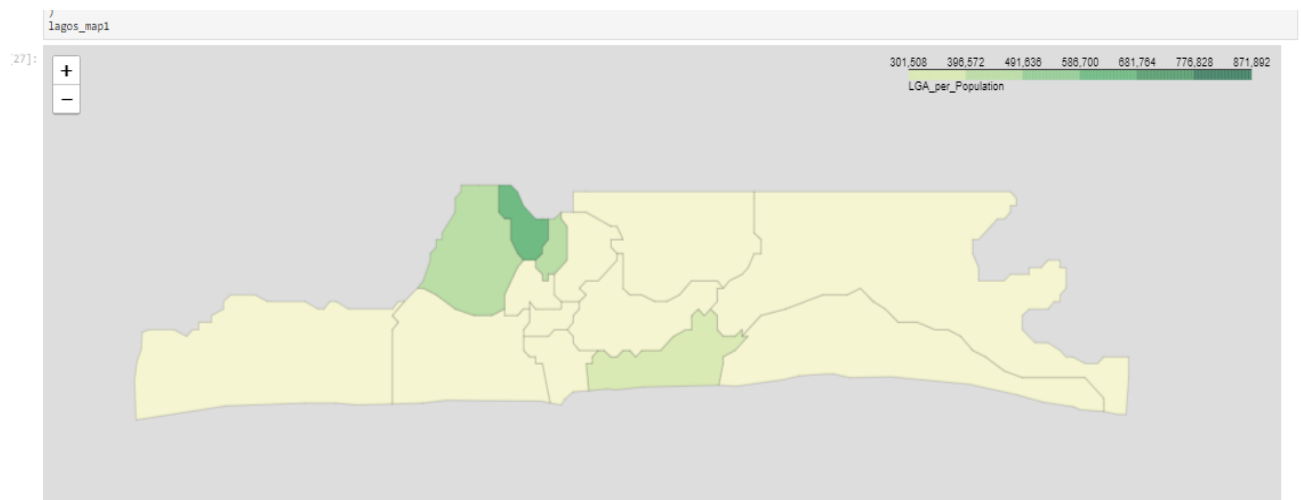 )
lagos_map1
[27]:
+
−
301,508 396,572 491,636 586,700 681,764 776,828 871,892
LGA_per_Population